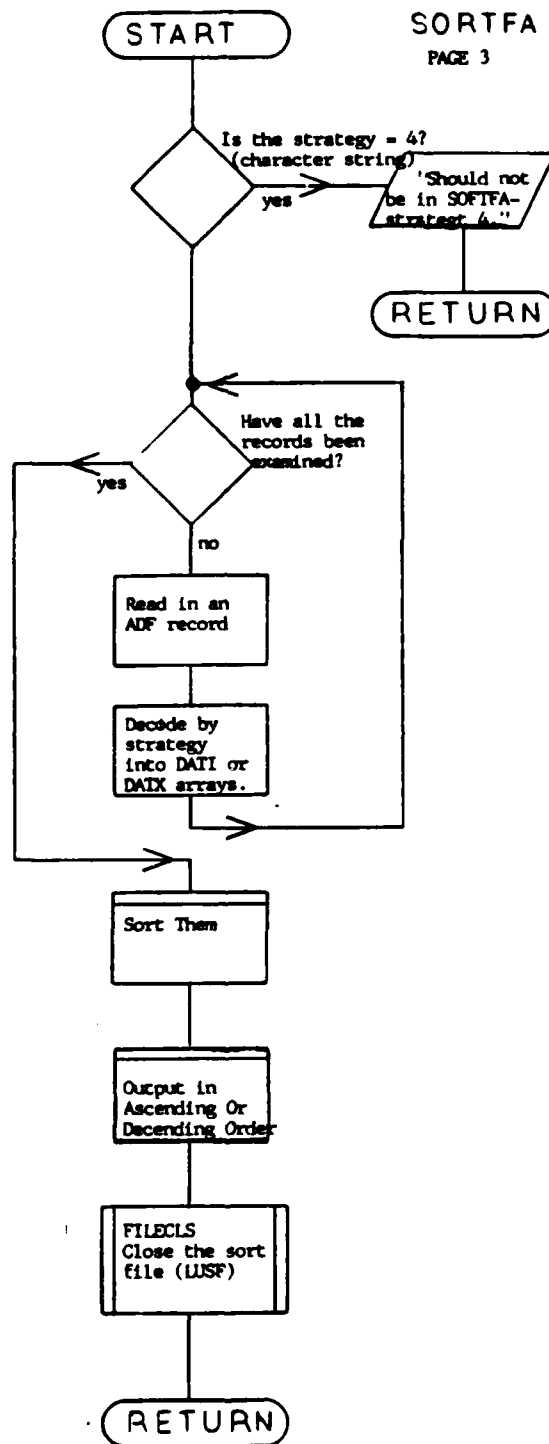 START
SORTFA
PAGE 3
Is the strategy = 4?
(character string)
yes
'Should not
be in SOFTFA-
strategt 4."
RETURN
Have all the
records been
examined?
yes
no
Read in an
ADF record
Decode by
strategy
into DATI or
DATX arrays.
Sort Them
Output in
Ascending Or
Decending Order
FILECLS
Close the sort
file (LUSF)
RETURN